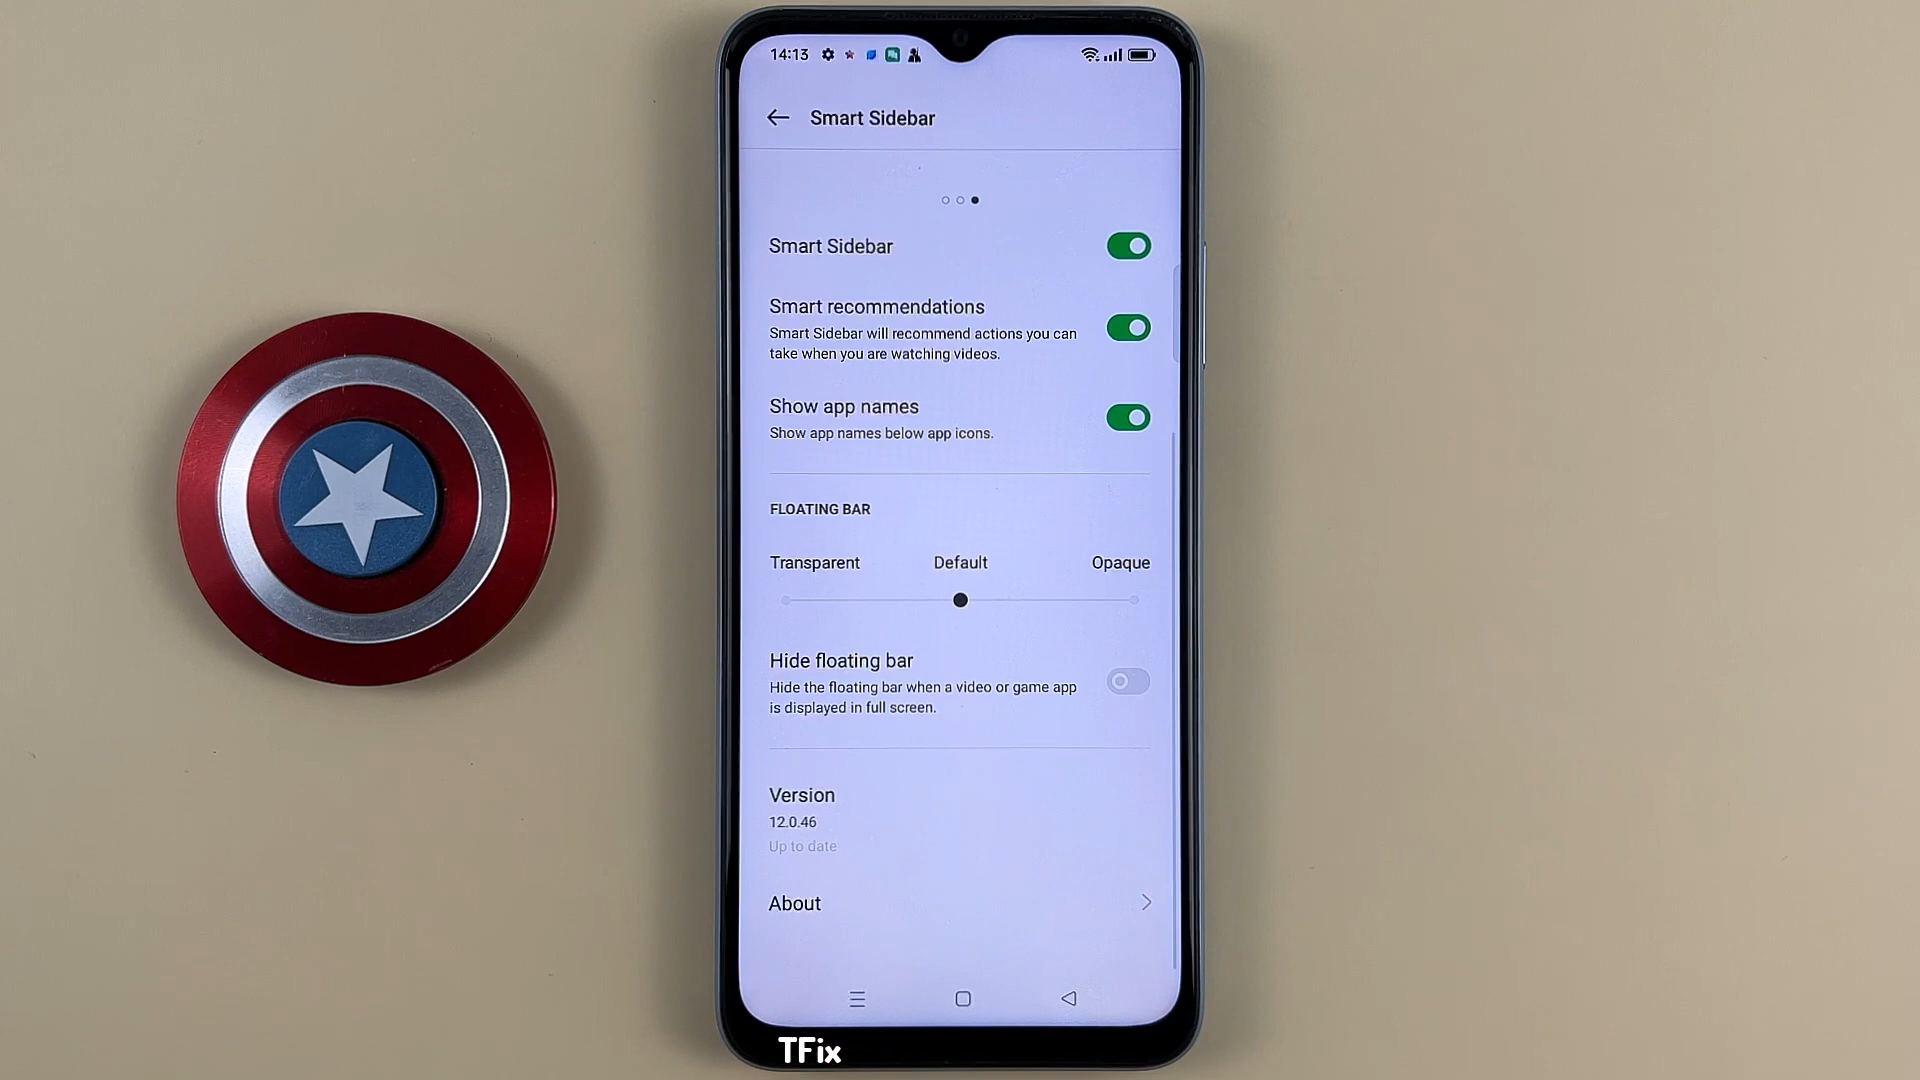 14:13
Smart Sidebar
Smart Sidebar
Smart recommendations
Smart Sidebar will recommend actions you can
take when you are watching videos.
Show app names
Show app names below app icons.
FLOATING BAR
Transparent Default Opaque
Hide floating bar
Hide the floating bar when a video or game app
is displayed in full screen.
Version
12.0.46
Up to date
About
TFix